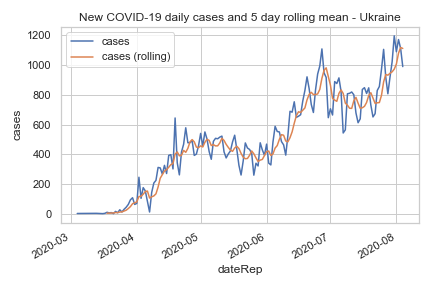 New COVID-19 daily cases and 5 day rolling mean - Ukraine
cases
cases (rolling)
1200
1000
800
600
400
200
0
cases
2020-03
2020-04
2020-05
2020-06
2020-07
2020-08
dateRep